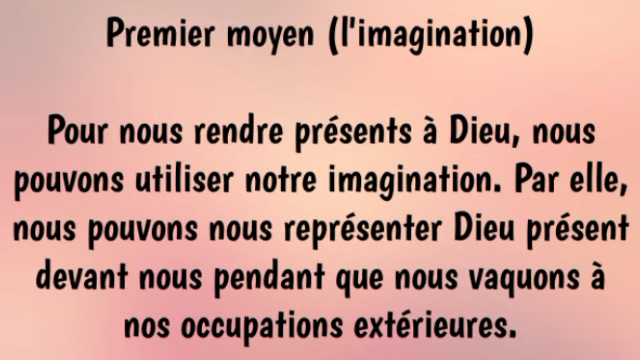 Premier moyen (l'imagination)
Pour nous rendre présents à Dieu, nous
pouvons utiliser notre imagination. Par elle,
nous pouvons nous représenter Dieu présent
devant nous pendant que nous vaquons à
nos occupations extérieures.